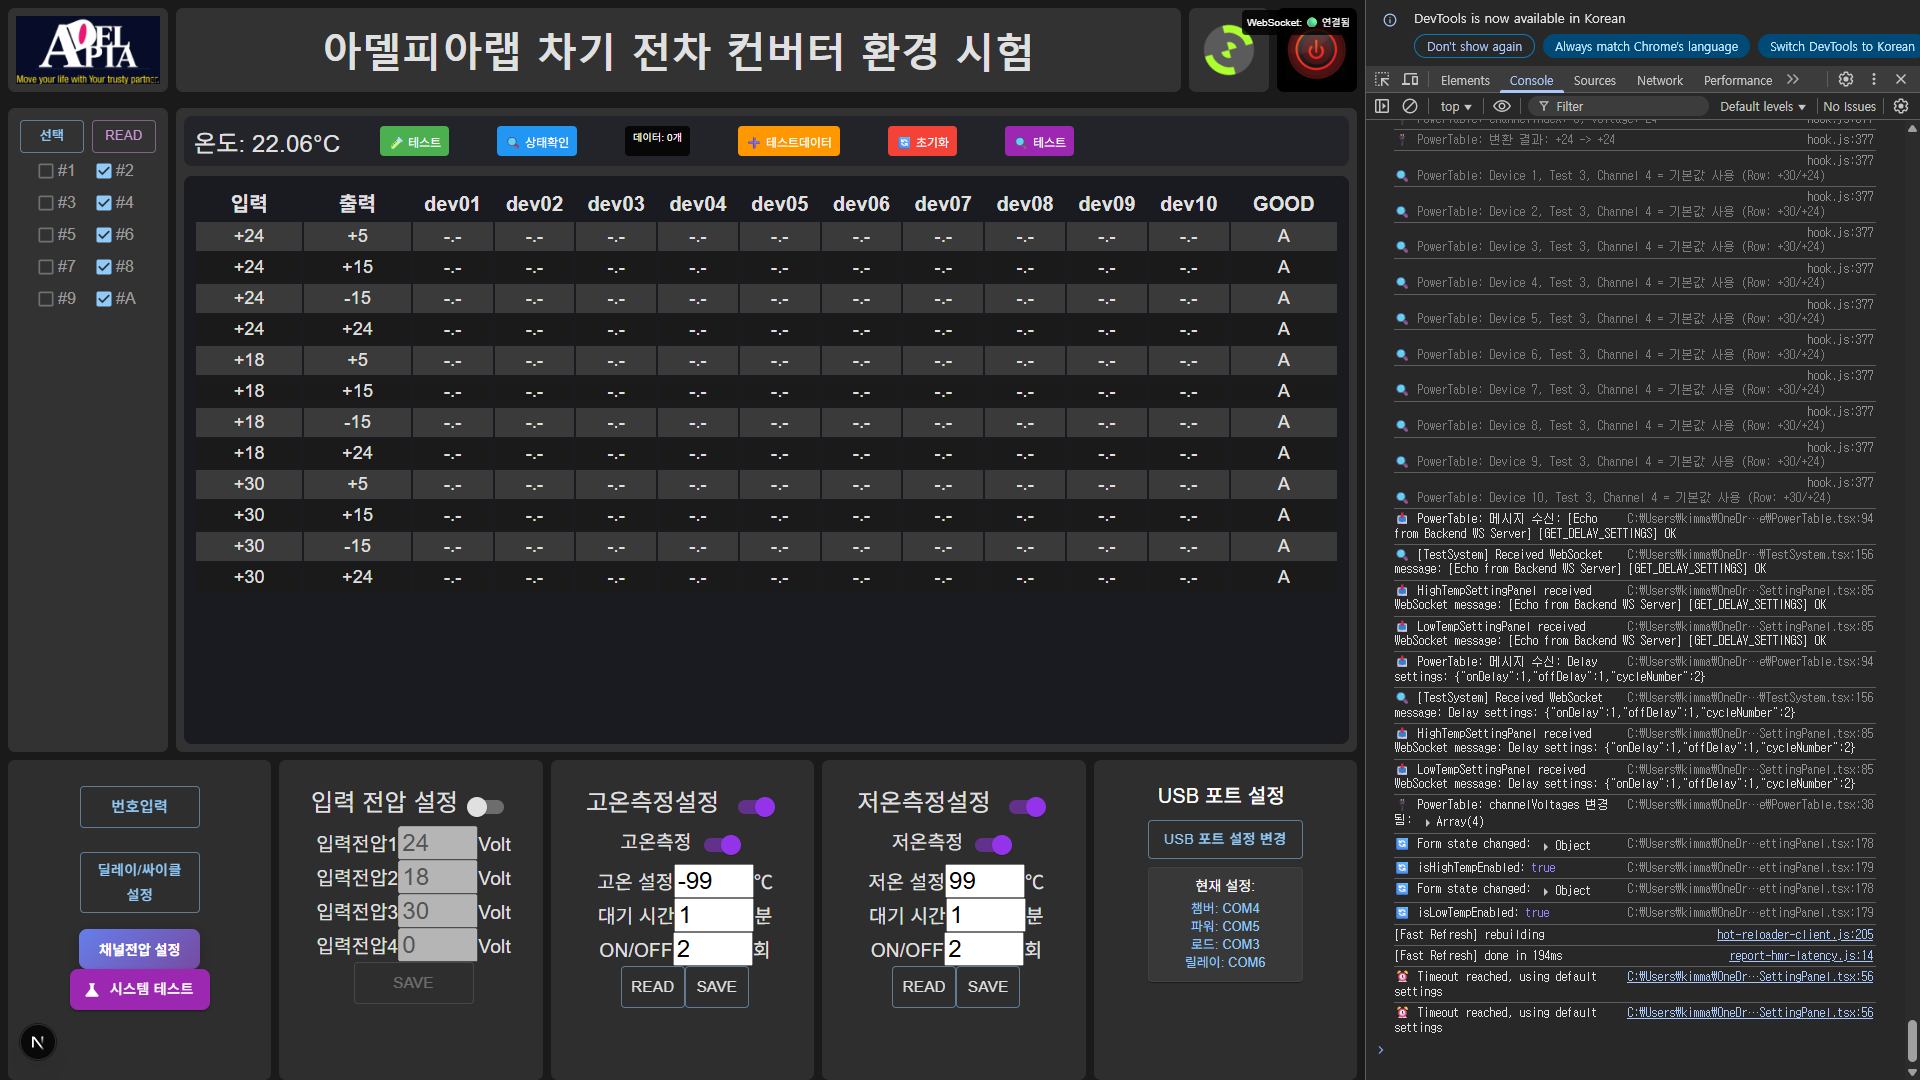 ADELPIA
Move your life with Your trusty partner
아델피아랩 차기 전차 컨버터 환경 시험
WebSocket: 연결됨
선택 READ
#1 #2
#3 #4
#5 #6
#7 #8
#9 #A
온도: 22.06°C 테스트 상태확인 데이터: 0개 테스트데이터 초기화 테스트
입력 출력 dev01 dev02 dev03 dev04 dev05 dev06 dev07 dev08 dev09 dev10 GOOD
+24 +5 -.- -.- -.- -.- -.- -.- -.- -.- -.- -.- A
+24 +15 -.- -.- -.- -.- -.- -.- -.- -.- -.- -.- A
+24 -15 -.- -.- -.- -.- -.- -.- -.- -.- -.- -.- A
+24 +24 -.- -.- -.- -.- -.- -.- -.- -.- -.- -.- A
+18 +5 -.- -.- -.- -.- -.- -.- -.- -.- -.- -.- A
+18 +15 -.- -.- -.- -.- -.- -.- -.- -.- -.- -.- A
+18 -15 -.- -.- -.- -.- -.- -.- -.- -.- -.- -.- A
+18 +24 -.- -.- -.- -.- -.- -.- -.- -.- -.- -.- A
+30 +5 -.- -.- -.- -.- -.- -.- -.- -.- -.- -.- A
+30 +15 -.- -.- -.- -.- -.- -.- -.- -.- -.- -.- A
+30 -15 -.- -.- -.- -.- -.- -.- -.- -.- -.- -.- A
+30 +24 -.- -.- -.- -.- -.- -.- -.- -.- -.- -.- A
번호입력
딜레이/싸이클
설정
채널전압 설정
시스템 테스트
N
입력 전압 설정
입력전압1 24 Volt
입력전압2 18 Volt
입력전압3 30 Volt
입력전압4 0 Volt
SAVE
고온측정설정
고온측정
고온 설정 -99 °C
대기 시간 1 분
ON/OFF 2 회
READ SAVE
저온측정설정
저온측정
저온 설정 99 °C
대기 시간 1 분
ON/OFF 2 회
READ SAVE
USB 포트 설정
USB 포트 설정 변경
현재 설정:
챔버: COM4
파워: COM5
로드: COM3
릴레이: COM6
DevTools is now available in Korean
Don't show again Always match Chrome's language Switch DevTools to Korean
Elements Console Sources Network Performance
top Filter Default levels No Issues
PowerTable: 변환 결과: +24 -> +24 hook.js:377
hook.js:377
PowerTable: Device 1, Test 3, Channel 4 = 기본값 사용 (Row: +30/+24)
hook.js:377
PowerTable: Device 2, Test 3, Channel 4 = 기본값 사용 (Row: +30/+24)
hook.js:377
PowerTable: Device 3, Test 3, Channel 4 = 기본값 사용 (Row: +30/+24)
hook.js:377
PowerTable: Device 4, Test 3, Channel 4 = 기본값 사용 (Row: +30/+24)
hook.js:377
PowerTable: Device 5, Test 3, Channel 4 = 기본값 사용 (Row: +30/+24)
hook.js:377
PowerTable: Device 6, Test 3, Channel 4 = 기본값 사용 (Row: +30/+24)
hook.js:377
PowerTable: Device 7, Test 3, Channel 4 = 기본값 사용 (Row: +30/+24)
hook.js:377
PowerTable: Device 8, Test 3, Channel 4 = 기본값 사용 (Row: +30/+24)
hook.js:377
PowerTable: Device 9, Test 3, Channel 4 = 기본값 사용 (Row: +30/+24)
hook.js:377
PowerTable: Device 10, Test 3, Channel 4 = 기본값 사용 (Row: +30/+24)
PowerTable: 메시지 수신: [Echo C:₩Users₩kimma₩OneDr…e₩PowerTable.tsx:94
from Backend WS Server] [GET_DELAY_SETTINGS] OK
[TestSystem] Received WebSocket C:₩Users₩kimma₩OneDr…₩TestSystem.tsx:156
message: [Echo from Backend WS Server] [GET_DELAY_SETTINGS] OK
HighTempSettingPanel received C:₩Users₩kimma₩OneDr…SettingPanel.tsx:85
WebSocket message: [Echo from Backend WS Server] [GET_DELAY_SETTINGS] OK
LowTempSettingPanel received C:₩Users₩kimma₩OneDr…SettingPanel.tsx:85
WebSocket message: [Echo from Backend WS Server] [GET_DELAY_SETTINGS] OK
PowerTable: 메시지 수신: Delay C:₩Users₩kimma₩OneDr…e₩PowerTable.tsx:94
settings: {"onDelay":1,"offDelay":1,"cycleNumber":2}
[TestSystem] Received WebSocket C:₩Users₩kimma₩OneDr…₩TestSystem.tsx:156
message: Delay settings: {"onDelay":1,"offDelay":1,"cycleNumber":2}
HighTempSettingPanel received C:₩Users₩kimma₩OneDr…SettingPanel.tsx:85
WebSocket message: Delay settings: {"onDelay":1,"offDelay":1,"cycleNumber":2}
LowTempSettingPanel received C:₩Users₩kimma₩OneDr…SettingPanel.tsx:85
WebSocket message: Delay settings: {"onDelay":1,"offDelay":1,"cycleNumber":2}
PowerTable: channelVoltages 변경 C:₩Users₩kimma₩OneDr…e₩PowerTable.tsx:38
됨: Array(4)
Form state changed: Object C:₩Users₩kimma₩OneDr…ettingPanel.tsx:178
isHighTempEnabled: true C:₩Users₩kimma₩OneDr…ettingPanel.tsx:179
Form state changed: Object C:₩Users₩kimma₩OneDr…ettingPanel.tsx:178
isLowTempEnabled: true C:₩Users₩kimma₩OneDr…ettingPanel.tsx:179
[Fast Refresh] rebuilding hot-reloader-client.js:205
[Fast Refresh] done in 194ms report-hmr-latency.js:14
Timeout reached, using default C:₩Users₩kimma₩OneDr…SettingPanel.tsx:56
settings
Timeout reached, using default C:₩Users₩kimma₩OneDr…SettingPanel.tsx:56
settings